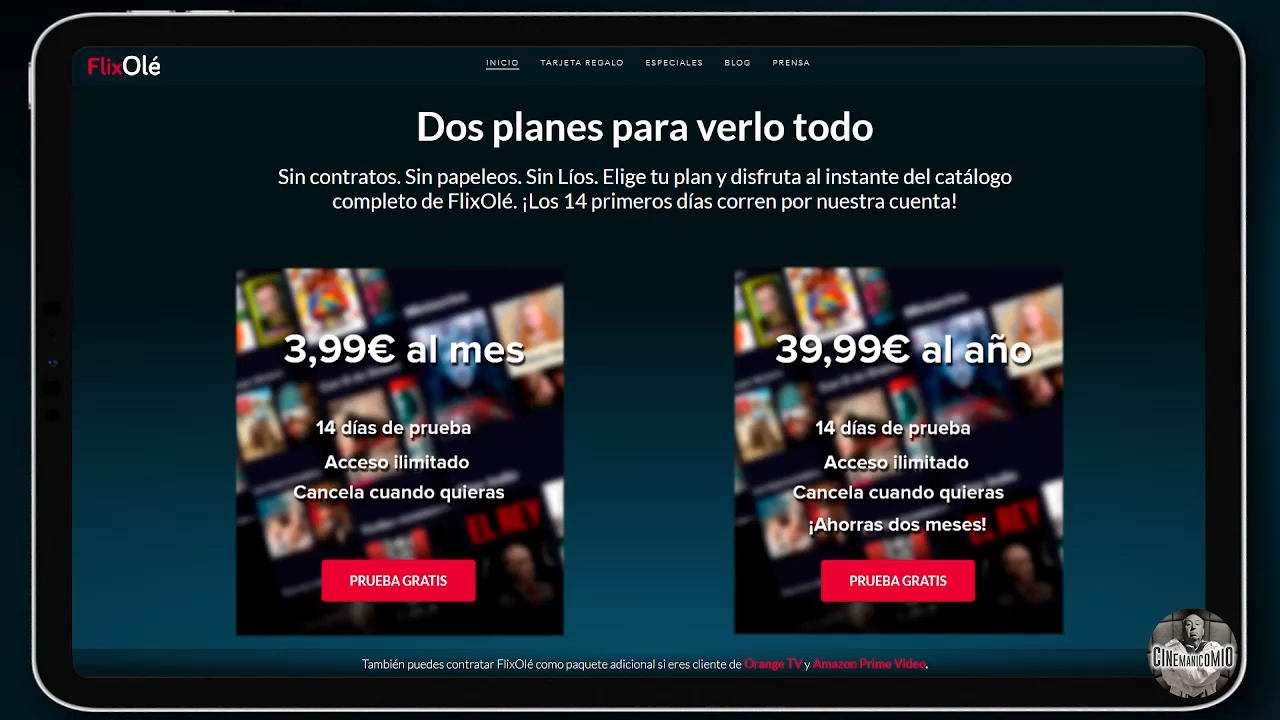 FlixOlé
INICIO TARJETA REGALO ESPECIALES BLOG PRENSA
Dos planes para verlo todo
Sin contratos. Sin papeleos. Sin Líos. Elige tu plan y disfruta al instante del catálogo
completo de FlixOlé. ¡Los 14 primeros días corren por nuestra cuenta!
3,99€ al mes
14 días de prueba
Acceso ilimitado
Cancela cuando quieras
EL REY
PRUEBA GRATIS
39,99€ al año
14 días de prueba
Acceso ilimitado
Cancela cuando quieras
¡Ahorras dos meses!
REY
PRUEBA GRATIS
También puedes contratar FlixOlé como paquete adicional si eres cliente de Orange TV y Amazon Prime Video.
CINEMANICOMIO